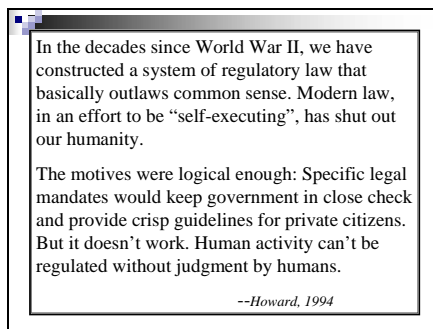 In the decades since World War II, we have
constructed a system of regulatory law that
basically outlaws common sense. Modern law,
in an effort to be “self-executing”, has shut out
our humanity.
The motives were logical enough: Specific legal
mandates would keep government in close check
and provide crisp guidelines for private citizens.
But it doesn’t work. Human activity can’t be
regulated without judgment by humans.
--Howard, 1994